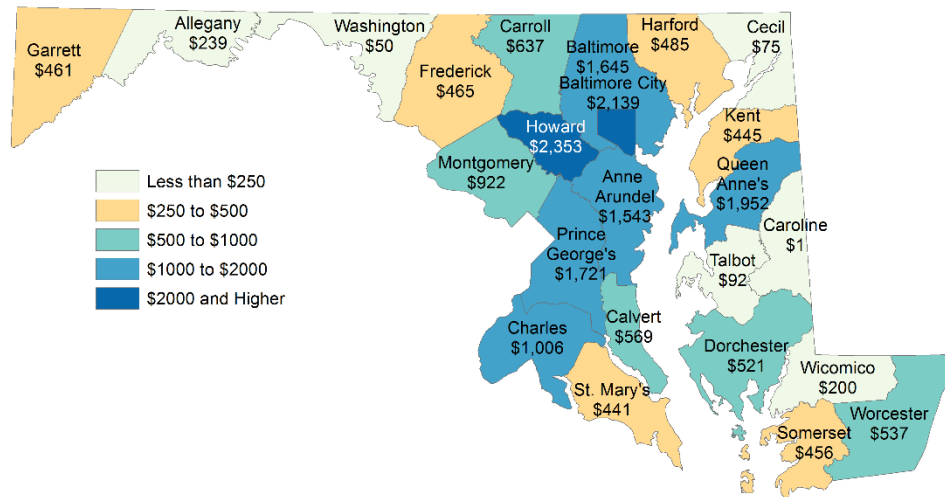 Garrett
$461
Allegany
$239
Washington
$50
Frederick
$465
Carroll
$637
Baltimore
$1,645
Baltimore City
$2,139
Harford
$485
Cecil
$75
Howard
$2,353
Montgomery
$922
Anne
Arundel
$1,543
Kent
$445
Queen
Anne's
$1,952
Caroline
$1
Talbot
$92
Prince
George's
$1,721
Charles
$1,006
Calvert
$569
St. Mary's
$441
Dorchester
$521
Wicomico
$200
Somerset
$456
Worcester
$537
Less than $250
$250 to $500
$500 to $1000
$1000 to $2000
$2000 and Higher